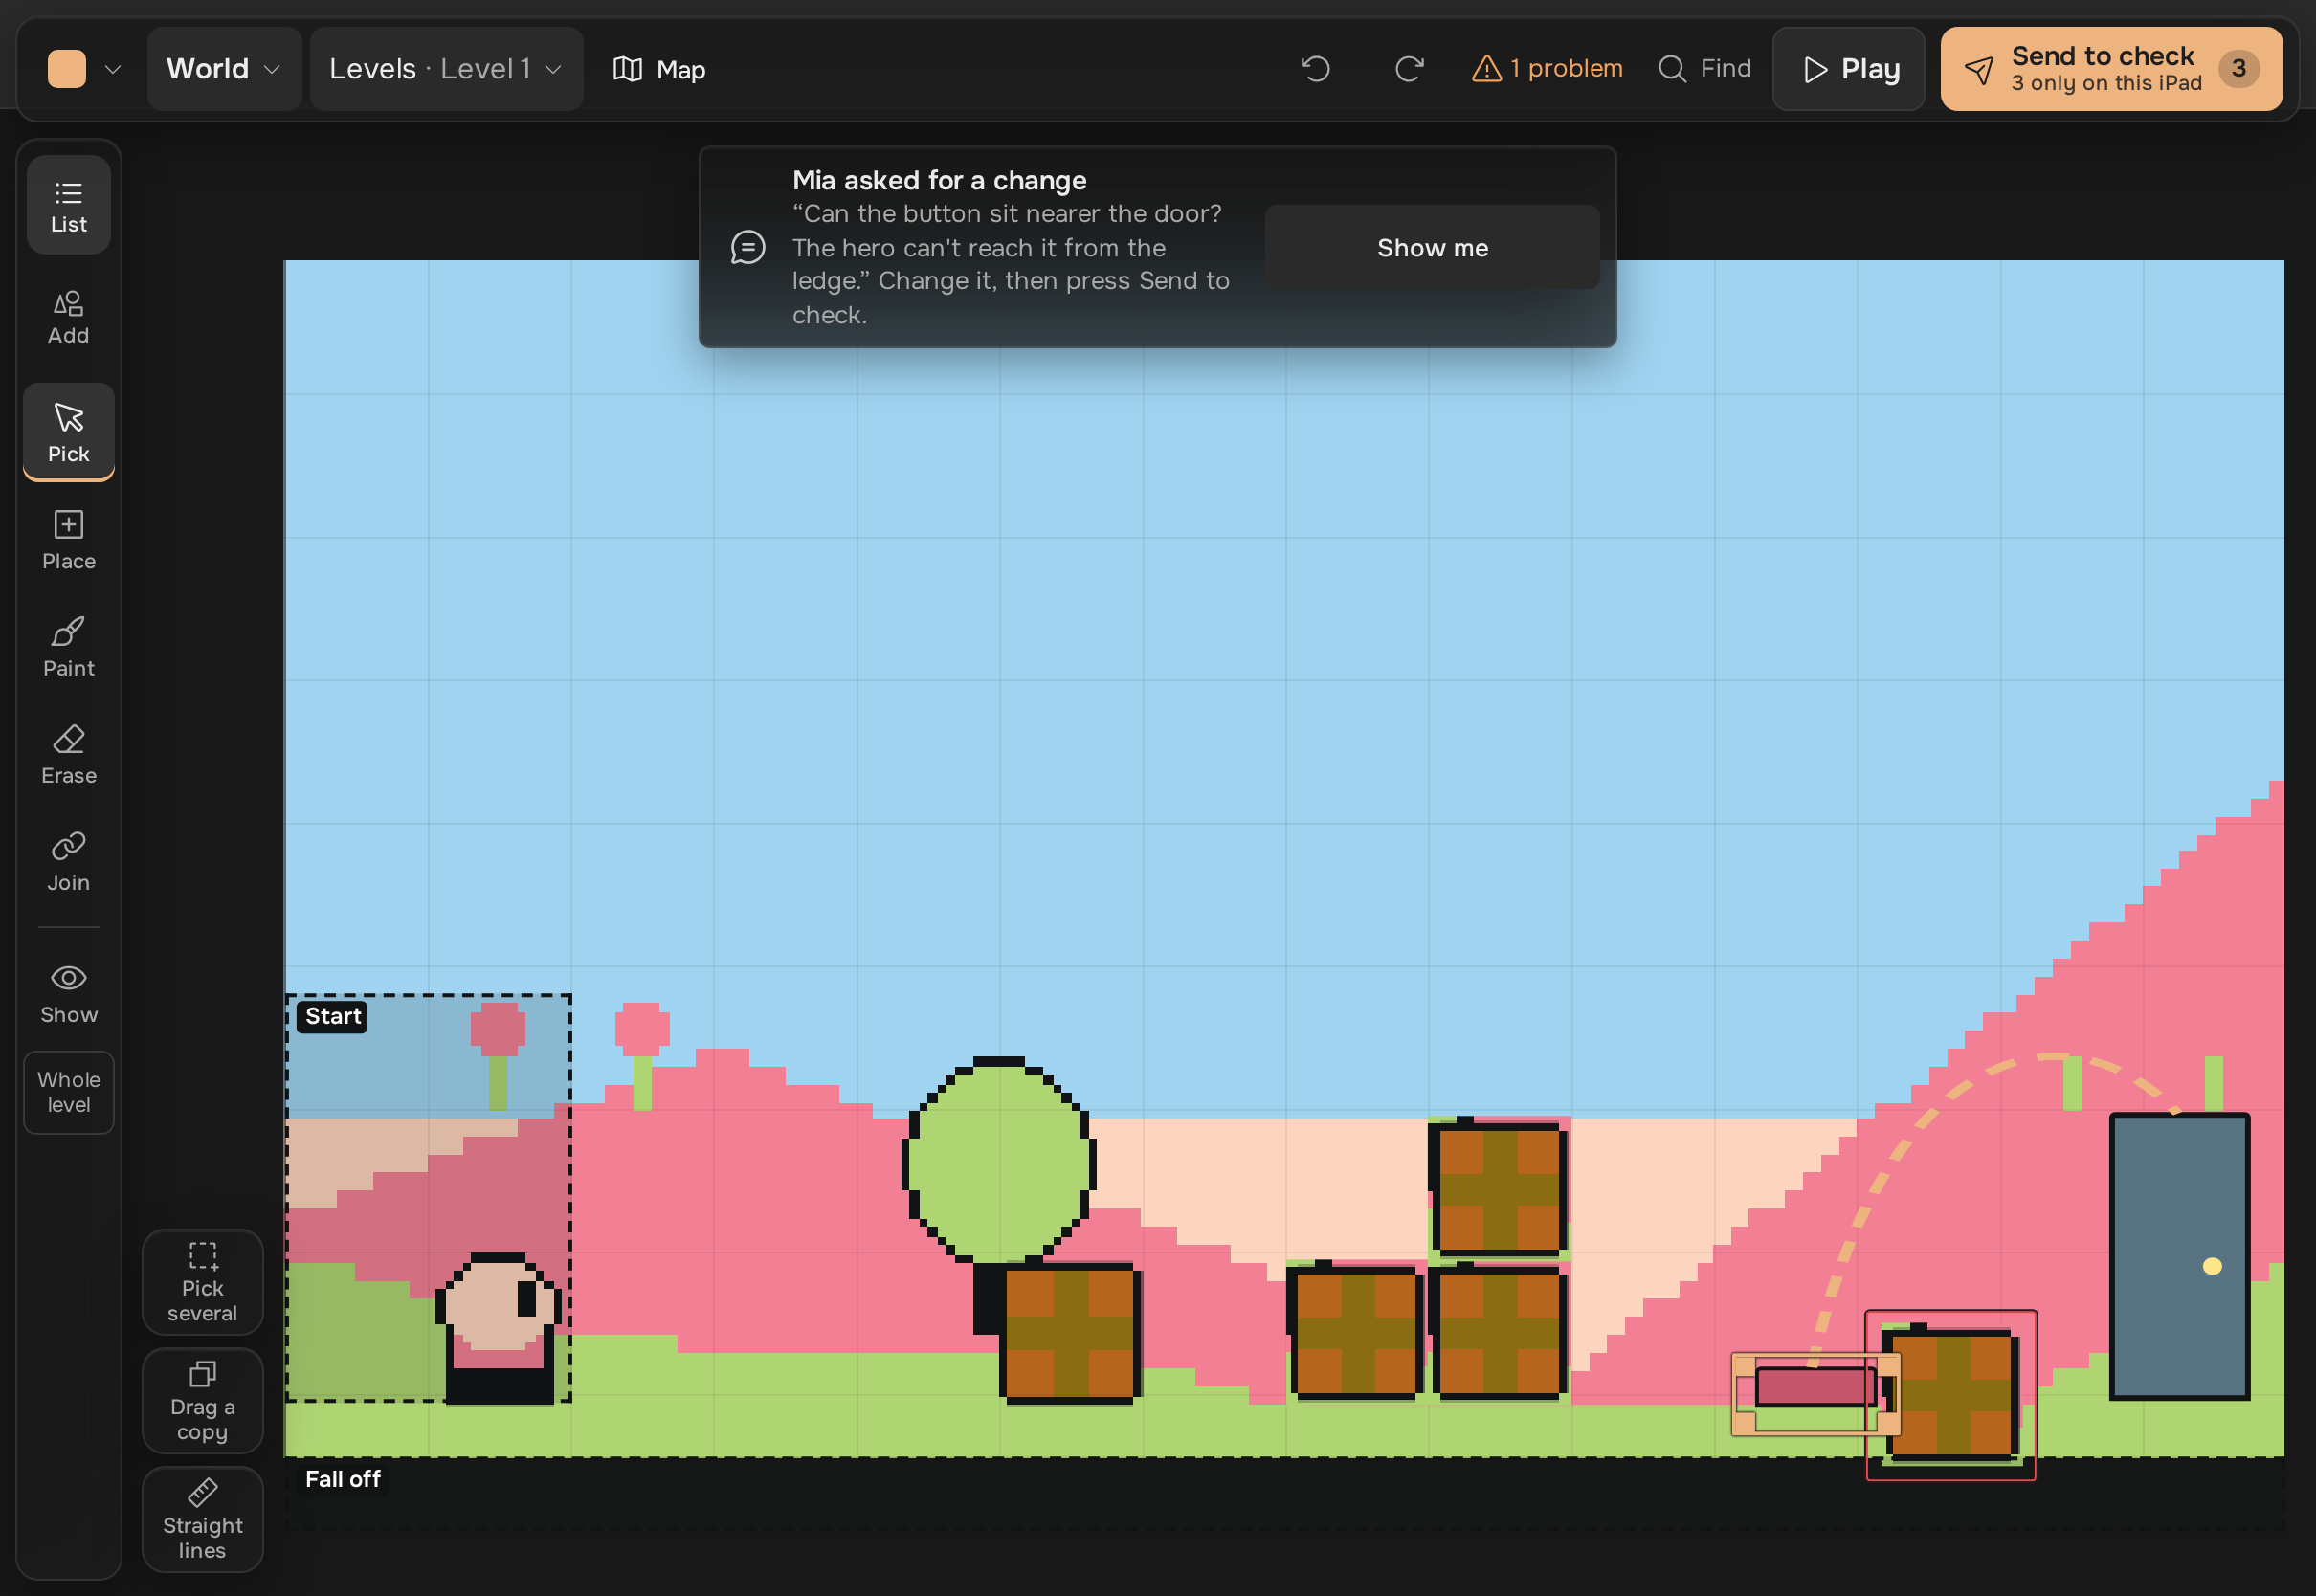 World
Levels · Level 1
Map
1 problem
Find
Play
Send to check
3 only on this iPad
3
List
Add
Pick
Place
Paint
Erase
Join
Show
Whole
level
Mia asked for a change
“Can the button sit nearer the door?
The hero can't reach it from the
ledge.” Change it, then press Send to
check.
Show me
Start
Pick
several
Drag a
copy
Straight
lines
Fall off